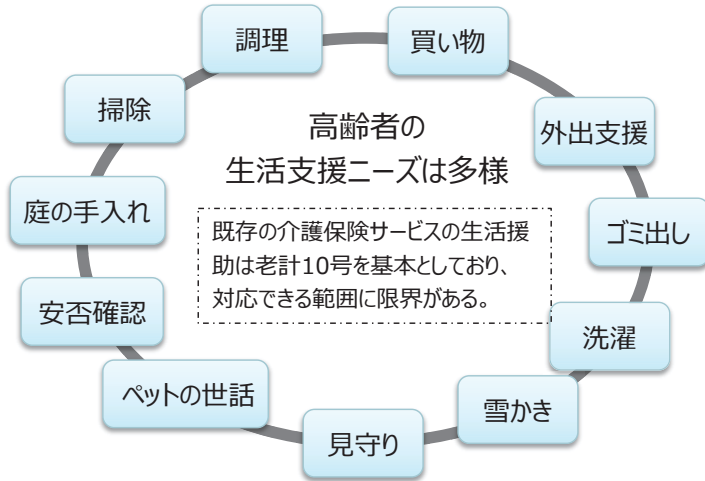 調理
買い物
掃除
高齢者の
生活支援ニーズは多様
外出支援
庭の手入れ
既存の介護保険サービスの生活援
助は老計10号を基本としており、
対応できる範囲に限界がある。
ゴミ出し
安否確認
洗濯
ペットの世話
雪かき
見守り